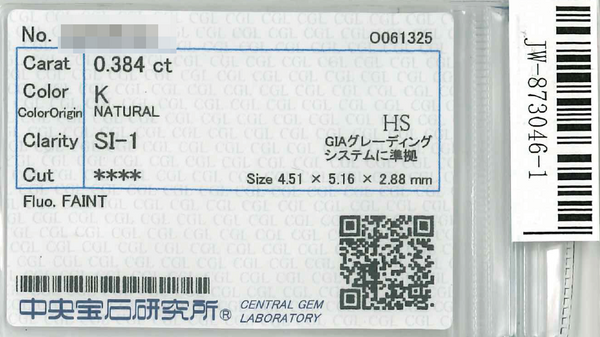 No.
O061325
Carat 0.384 ct
Color K
ColorOrigin NATURAL
Clarity SI-1
HS
GIAグレーディング
システムに準拠
Cut ****
Size 4.51 × 5.16 × 2.88 mm
Fluo. FAINT
中央宝石研究所® CENTRAL GEM
LABORATORY
JW-873046-1